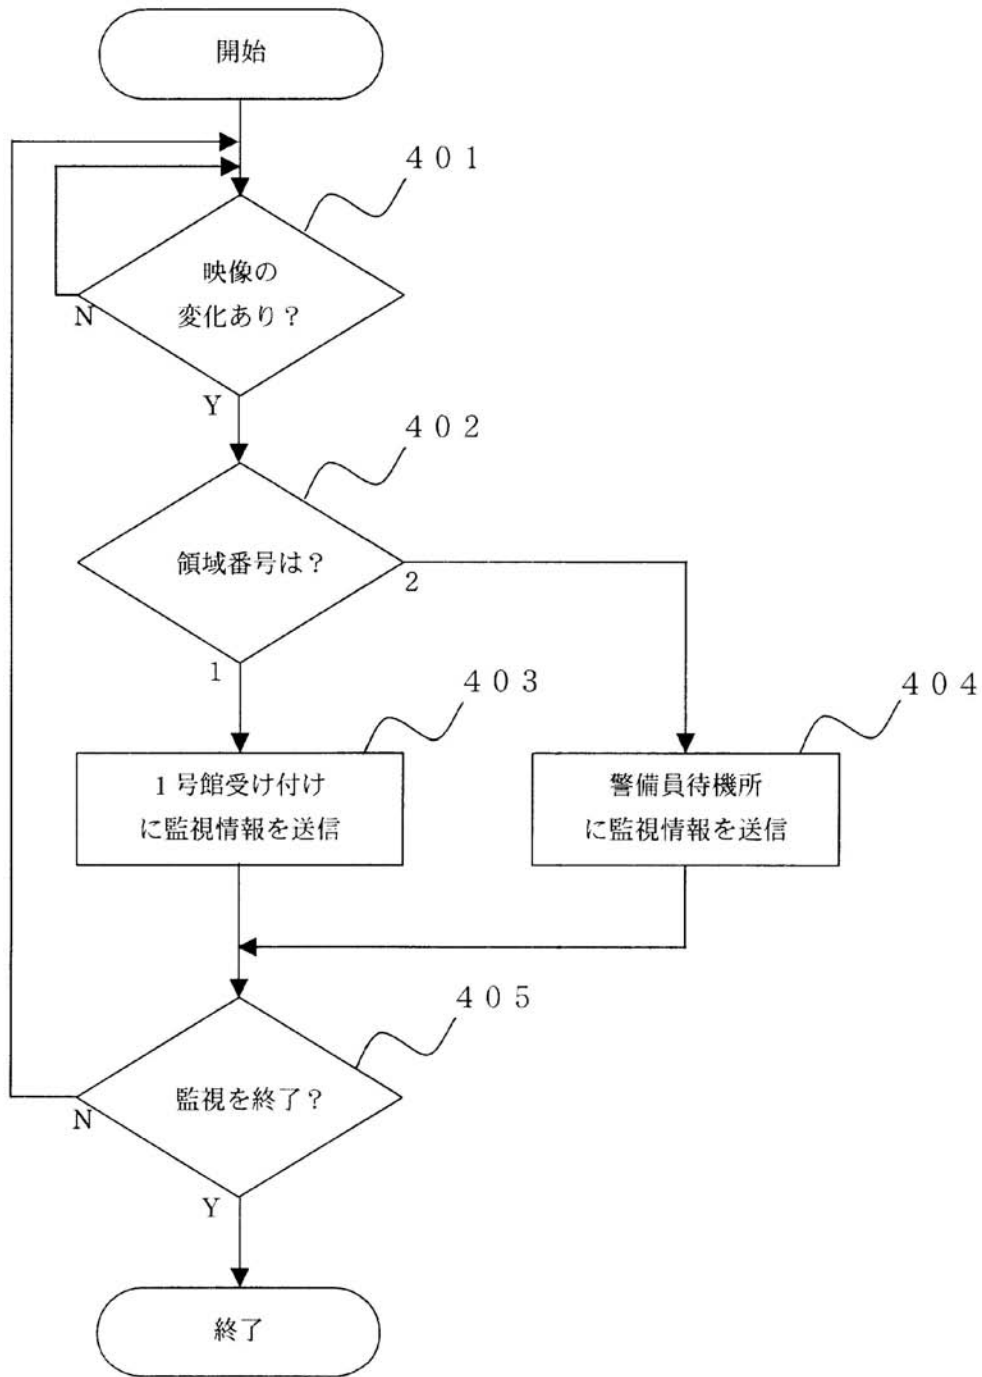 開始
４０１
映像の
変化あり？
N
Y
４０２
領域番号は？
2
1
４０３
４０４
1号館受け付け
に監視情報を送信
警備員待機所
に監視情報を送信
４０５
監視を終了？
N
Y
終了